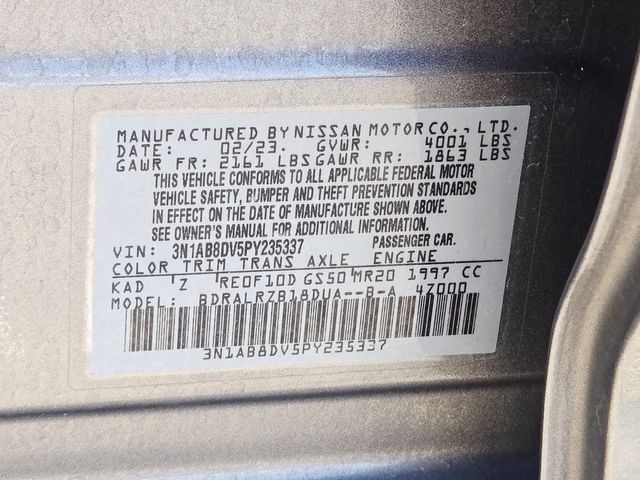 MANUFACTURED BY NISSAN MOTOR CO., LTD.
DATE: 02/23. GVWR: 4001 LBS
GAWR FR: 2161 LBS GAWR RR: 1863 LBS
THIS VEHICLE CONFORMS TO ALL APPLICABLE FEDERAL MOTOR
VEHICLE SAFETY, BUMPER AND THEFT PREVENTION STANDARDS
IN EFFECT ON THE DATE OF MANUFACTURE SHOWN ABOVE.
SEE OWNER'S MANUAL FOR ADDITIONAL INFORMATION.
VIN: 3N1AB8DV5PY235337 PASSENGER CAR.
COLOR TRIM TRANS AXLE ENGINE
KAD Z RE0F10D GS50 MR20 1997 CC
MODEL: BDRALRZB18DUA--B-A 4Z000
3N1AB8DV5PY235337